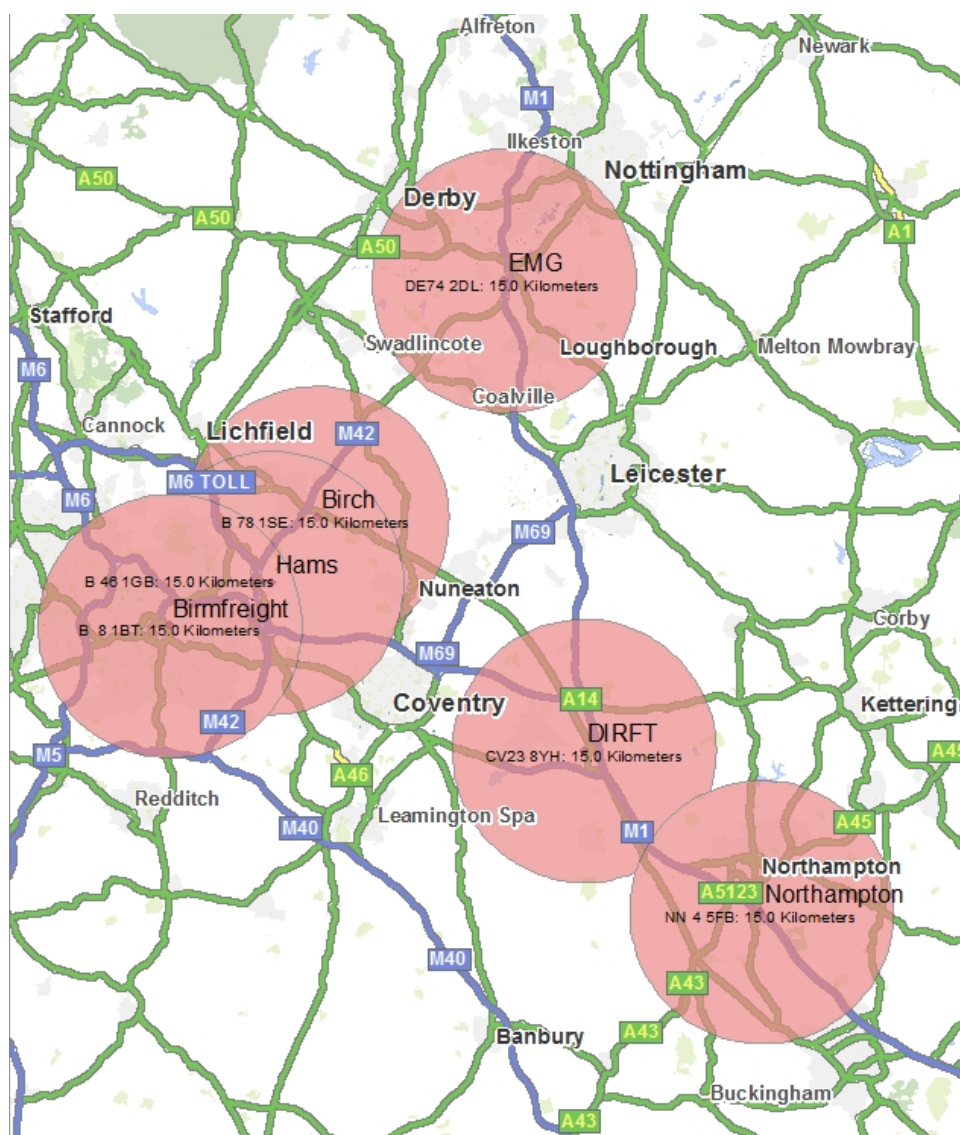 Alfreton
Newark
M1
Ilkeston
Nottingham
A50
Derby
A50
A1
A50
EMG
DE74 2DL: 15.0 Kilometers
Stafford
Swadlincote
Loughborough
Melton Mowbray
M6
Coalville
Cannock
Lichfield
M42
Leicester
M6 TOLL
M6
Birch
B 78 1SE: 15.0 Kilometers
M69
Hams
B 46 1GB: 15.0 Kilometers
Nuneaton
Birmfreight
B 8 1BT: 15.0 Kilometers
Corby
M69
Coventry
A14
Kettering
M42
DIRFT
CV23 8YH: 15.0 Kilometers
M5
A45
A46
Redditch
Leamington Spa
M40
M1
A45
Northampton
A5123
Northampton
NN 4 5FB: 15.0 Kilometers
M40
A43
A43
Banbury
Buckingham
A43